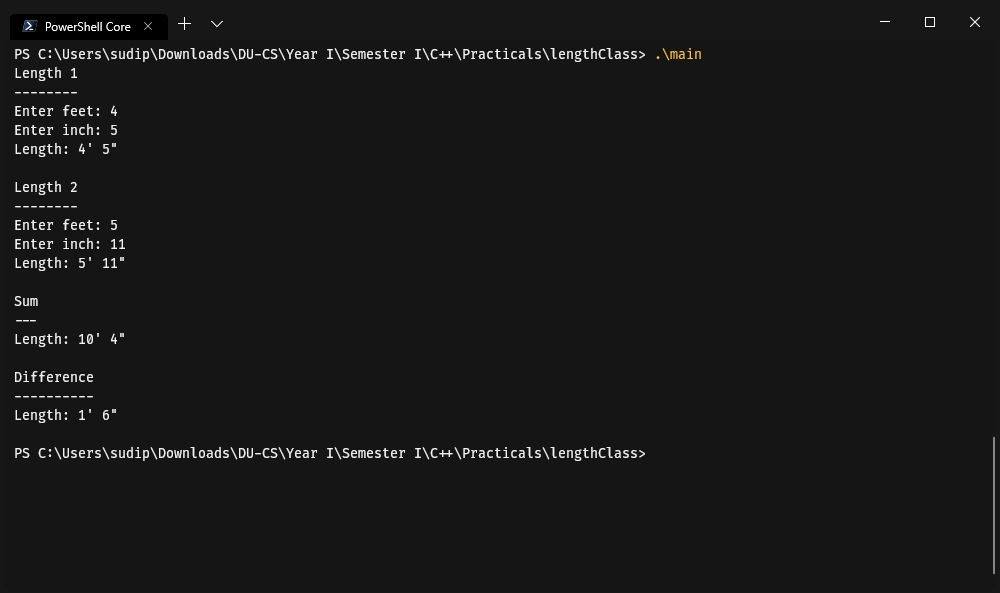 PowerShell Core
PS C:\Users\sudip\Downloads\DU-CS\Year I\Semester I\C++\Practicals\lengthClass> .\main
Length 1
--------
Enter feet: 4
Enter inch: 5
Length: 4' 5"

Length 2
--------
Enter feet: 5
Enter inch: 11
Length: 5' 11"

Sum
---
Length: 10' 4"

Difference
----------
Length: 1' 6"

PS C:\Users\sudip\Downloads\DU-CS\Year I\Semester I\C++\Practicals\lengthClass>